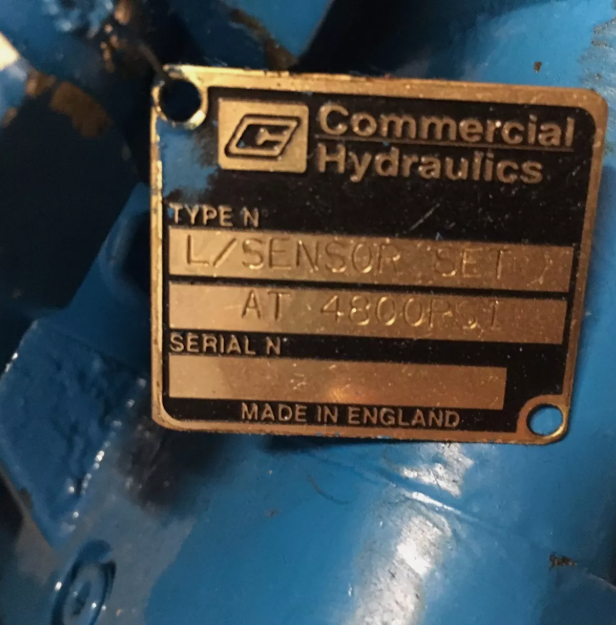 Commercial
Hydraulics
TYPE N°
L/SENSOR SET
AT 4800PSI
SERIAL N°
MADE IN ENGLAND